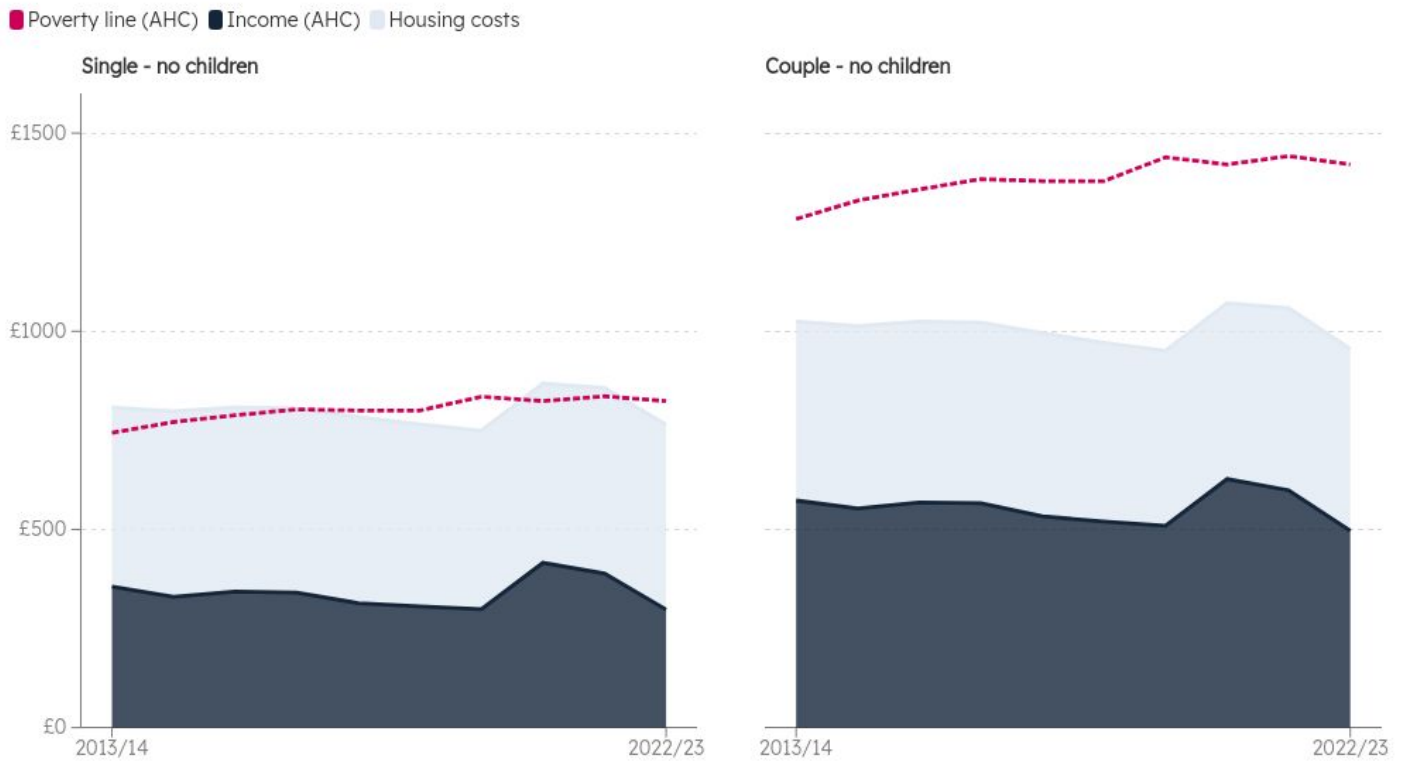 Poverty line (AHC) Income (AHC) Housing costs
Single - no children
Couple - no children
£1500
£1000
£500
£0
2013/14 2022/23 2013/14 2022/23